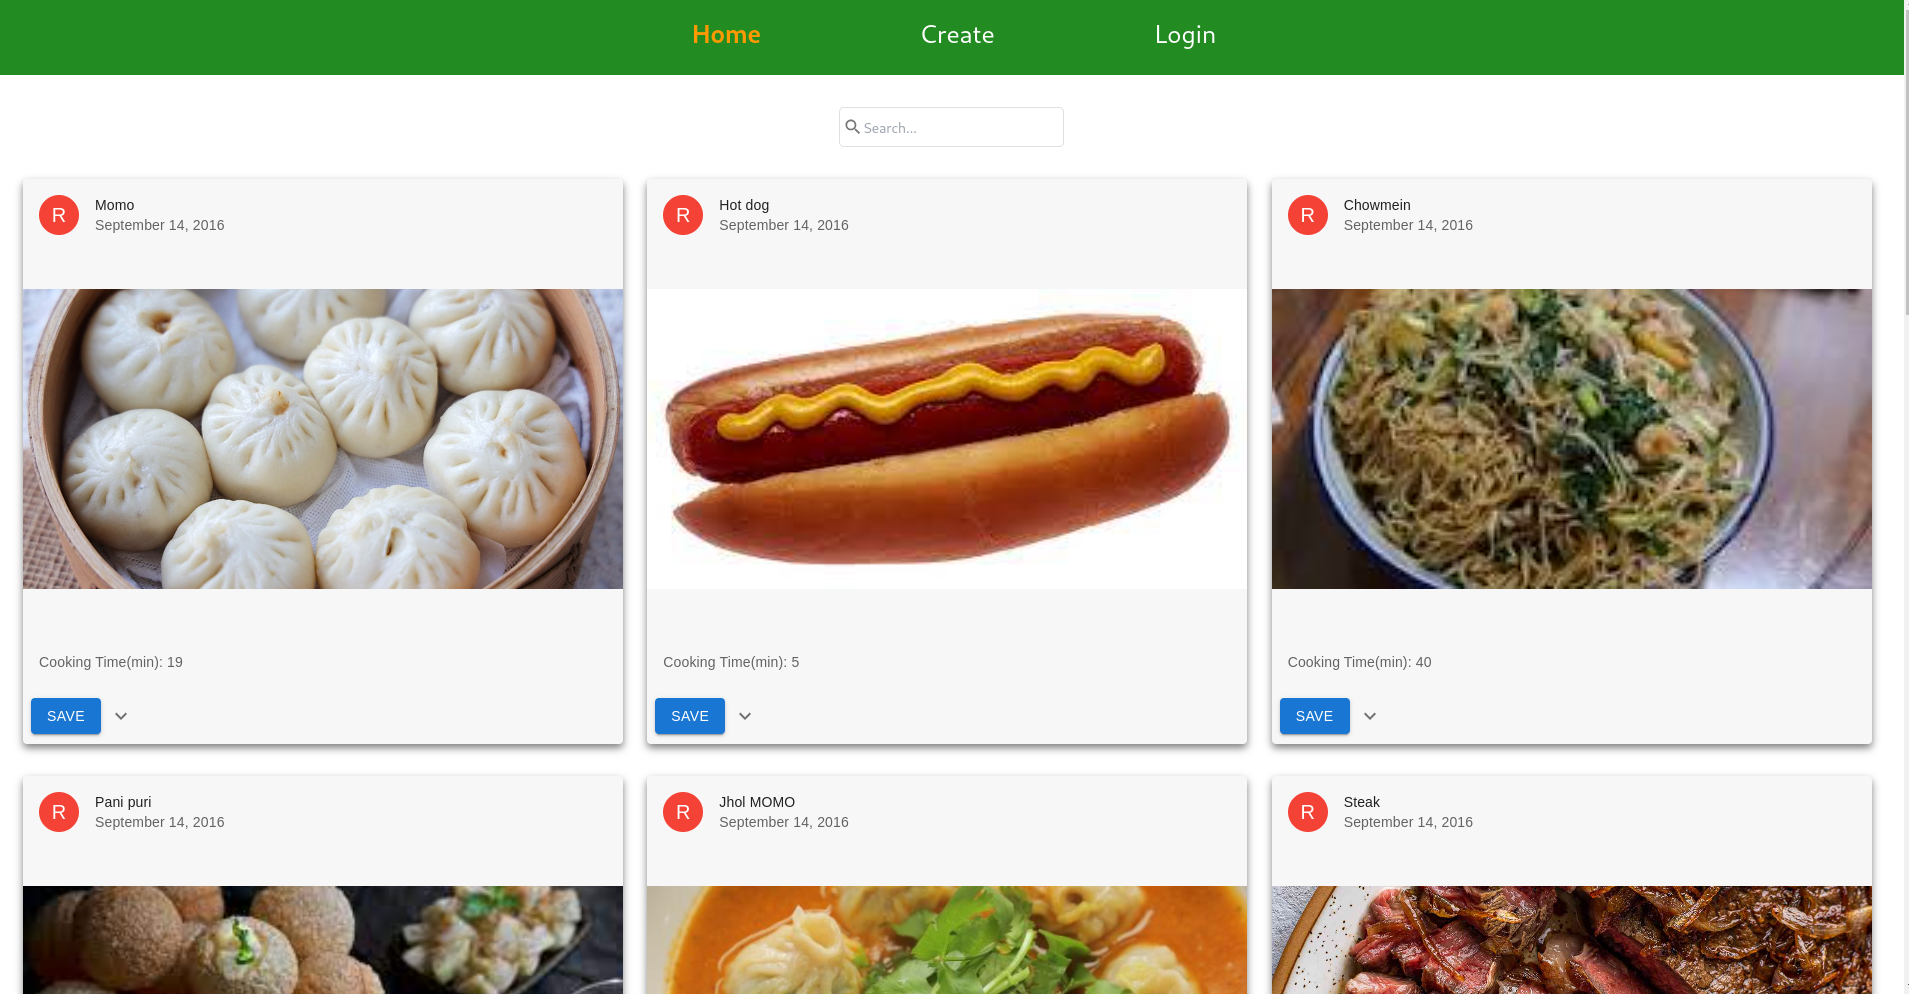 Home Create Login
Search...
R
Momo
September 14, 2016
R
Hot dog
September 14, 2016
R
Chowmein
September 14, 2016
Cooking Time(min): 19
Cooking Time(min): 5
Cooking Time(min): 40
SAVE
SAVE
SAVE
R
Pani puri
September 14, 2016
R
Jhol MOMO
September 14, 2016
R
Steak
September 14, 2016